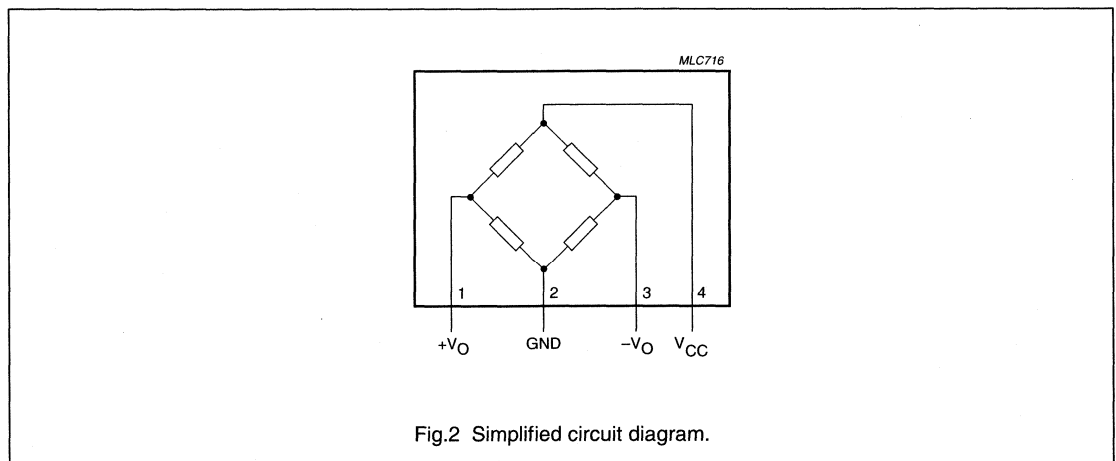 MLC716
1 2 3 4
+VO GND –VO VCC
Fig.2 Simplified circuit diagram.